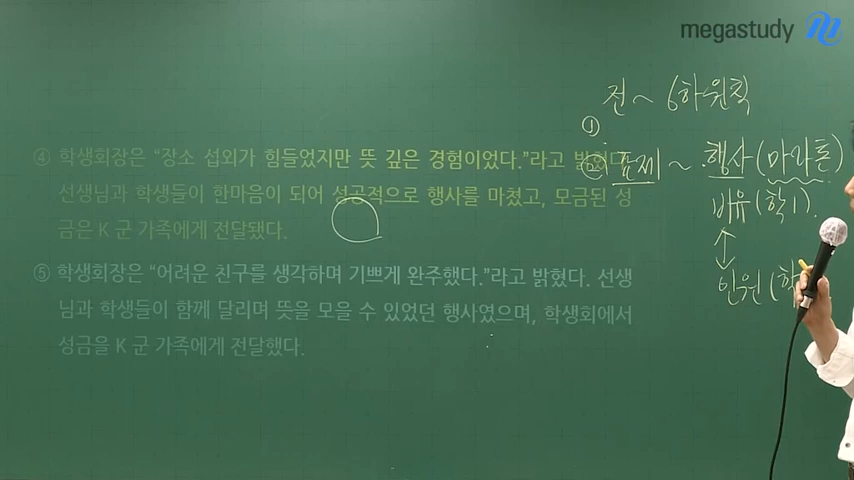 megastudy
전~ 6하원칙
①
② 표제 ~ 행사(마라톤)
비유(학1).
인원(학
④ 학생회장은 “장소 섭외가 힘들었지만 뜻 깊은 경험이었다.”라고 밝혔다.
선생님과 학생들이 한마음이 되어 성공적으로 행사를 마쳤고, 모금된 성
금은 K 군 가족에게 전달됐다.
⑤ 학생회장은 “어려운 친구를 생각하며 기쁘게 완주했다.”라고 밝혔다. 선생
님과 학생들이 함께 달리며 뜻을 모을 수 있었던 행사였으며, 학생회에서
성금을 K 군 가족에게 전달했다.